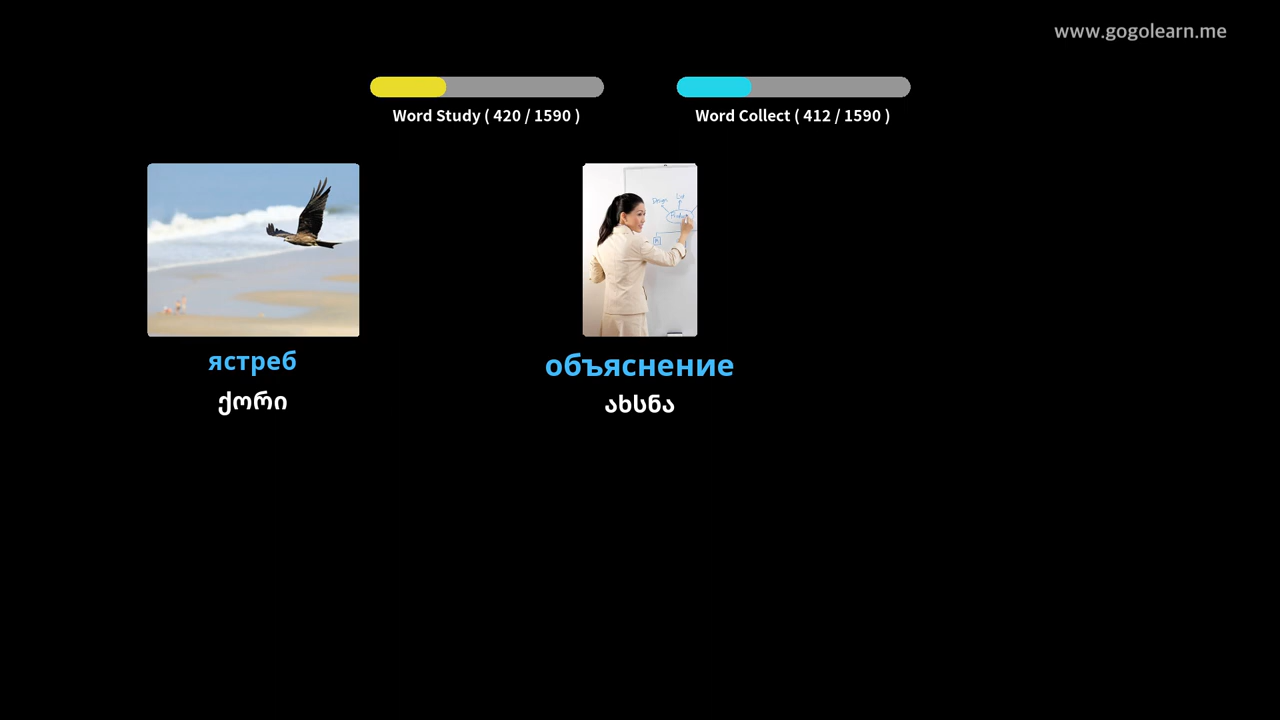 www.gogolearn.me
Word Study ( 420 / 1590 )
Word Collect ( 412 / 1590 )
ястреб
ქორი
объяснение
ახსნა